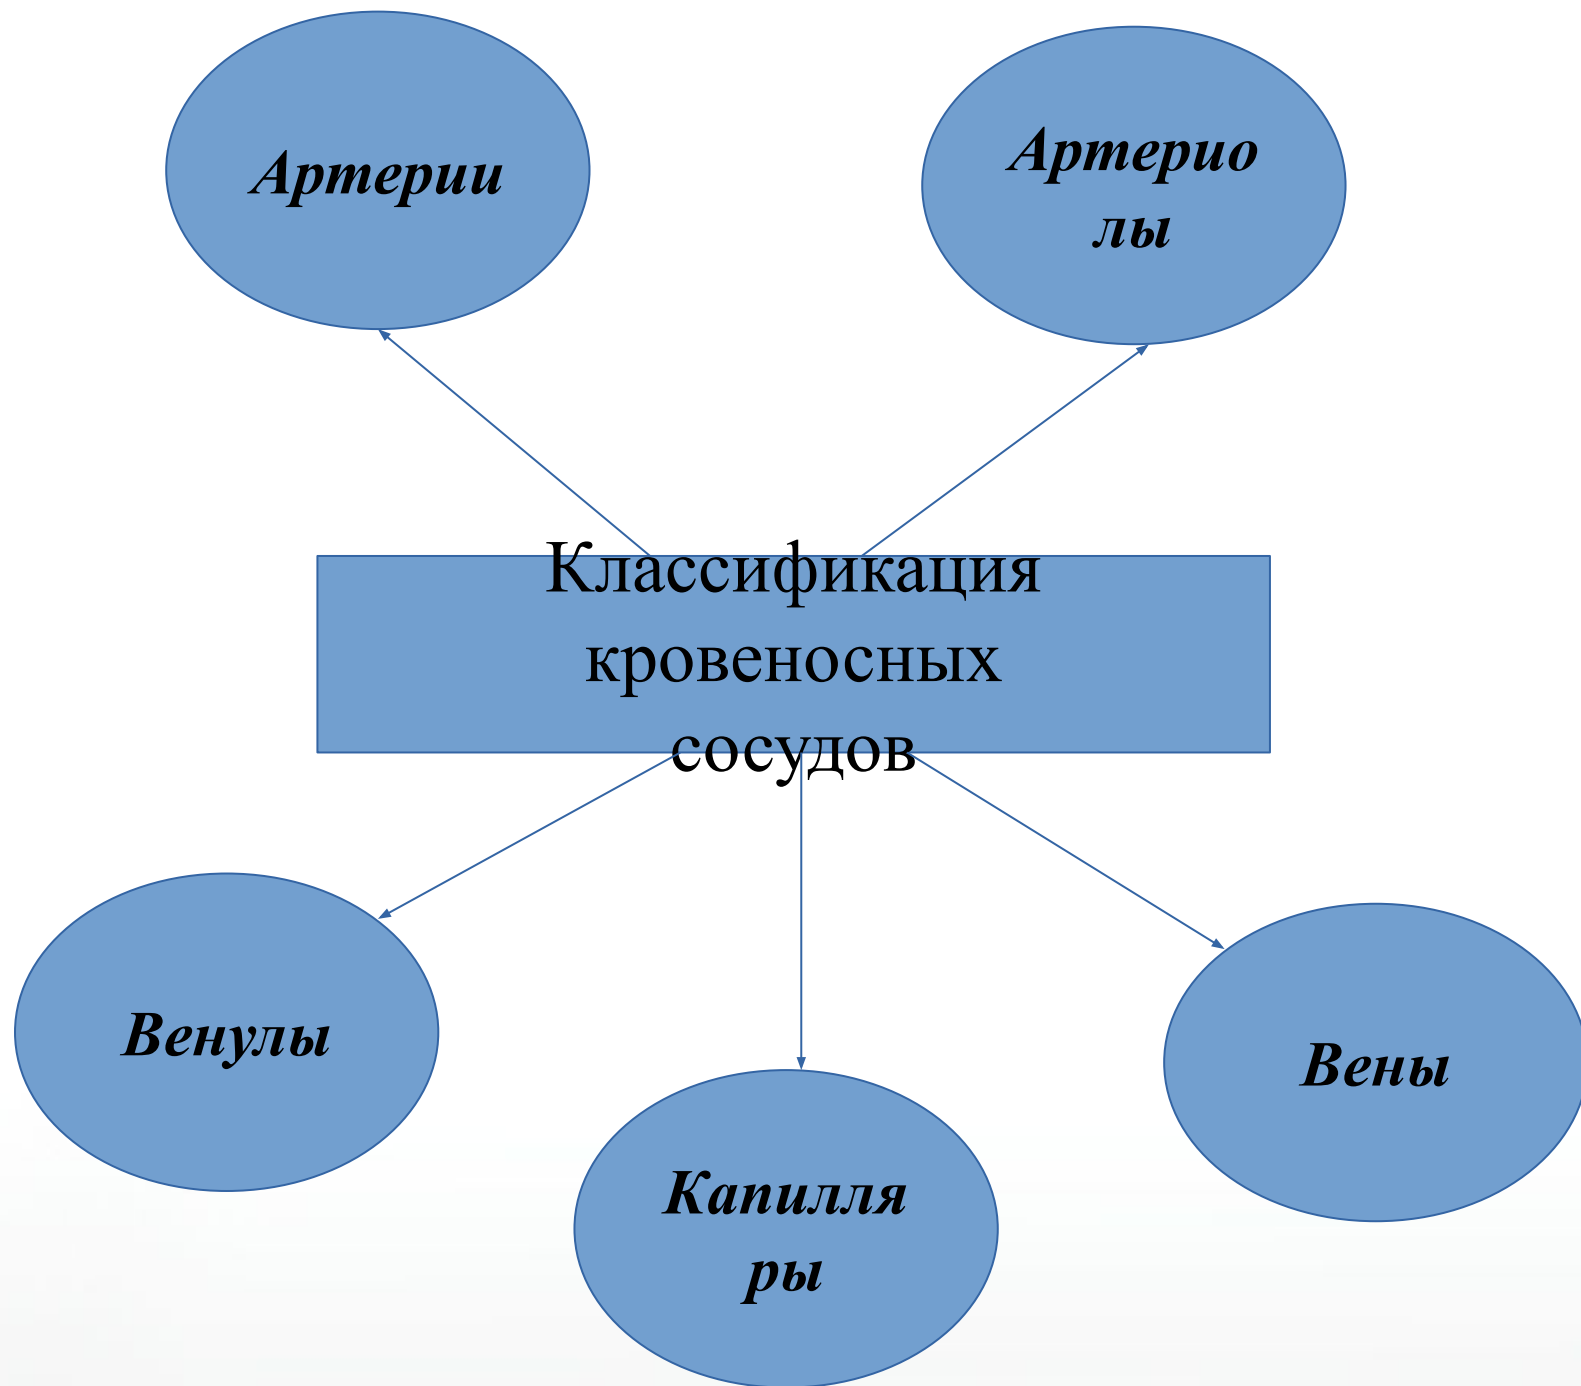 Артерии
Артерио
лы
Классификация
кровеносных
сосудов
Венулы
Капилля
ры
Вены